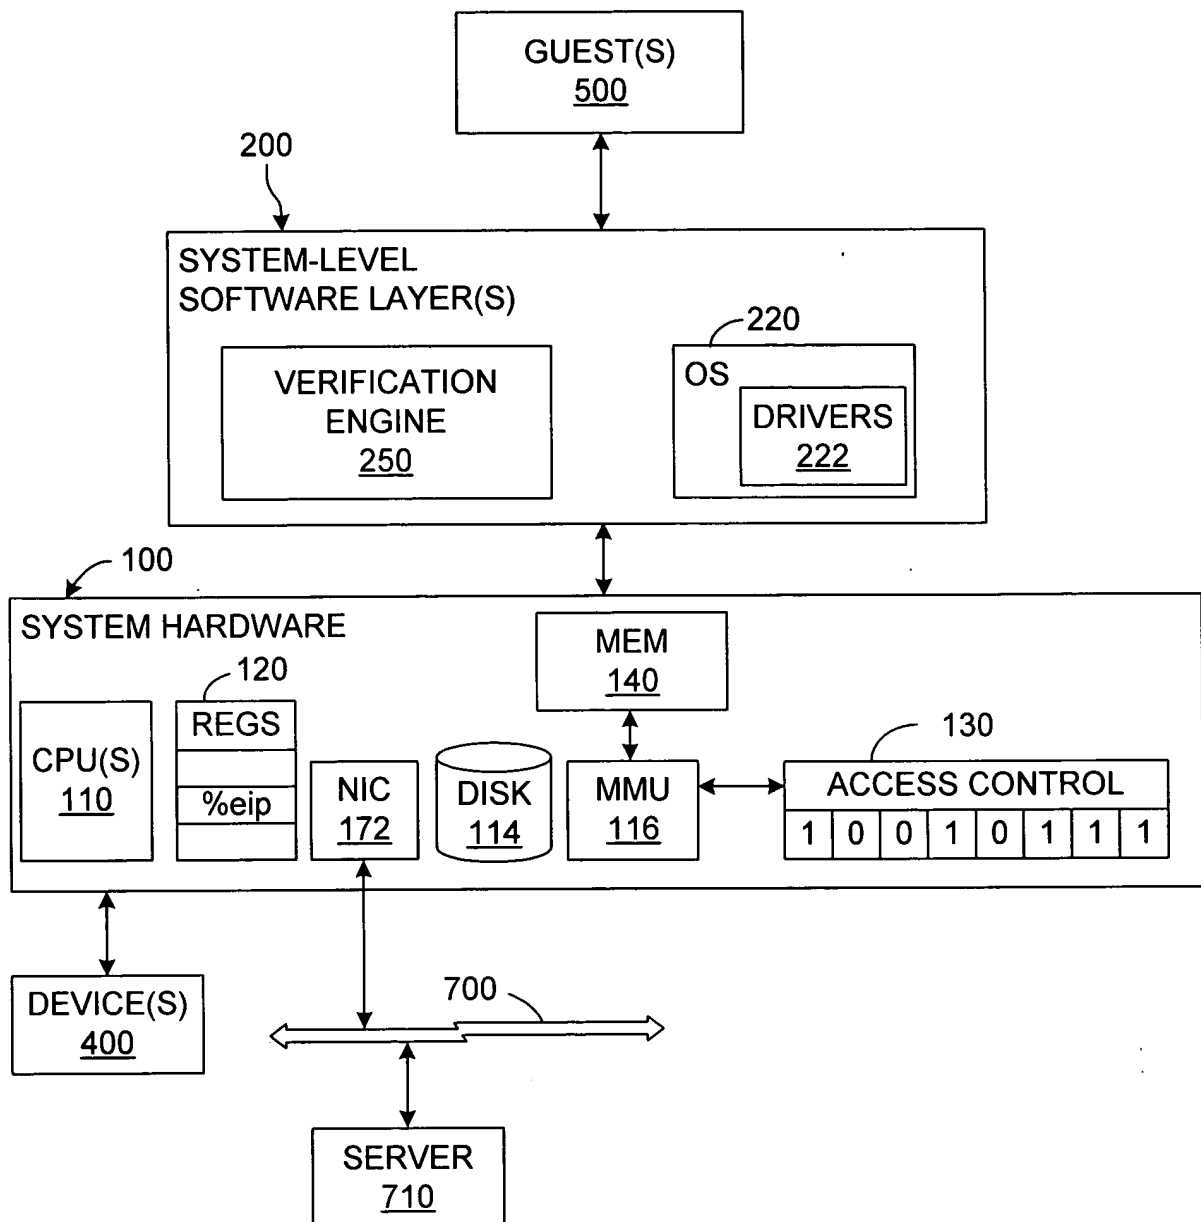 GUEST(S)
500
200
SYSTEM-LEVEL
SOFTWARE LAYER(S)
220
VERIFICATION
ENGINE
250
OS
DRIVERS
222
100
SYSTEM HARDWARE
MEM
140
120
REGS
%eip
CPU(S)
110
NIC
172
DISK
114
MMU
116
130
ACCESS CONTROL
1 0 0 1 0 1 1 1
DEVICE(S)
400
700
SERVER
710